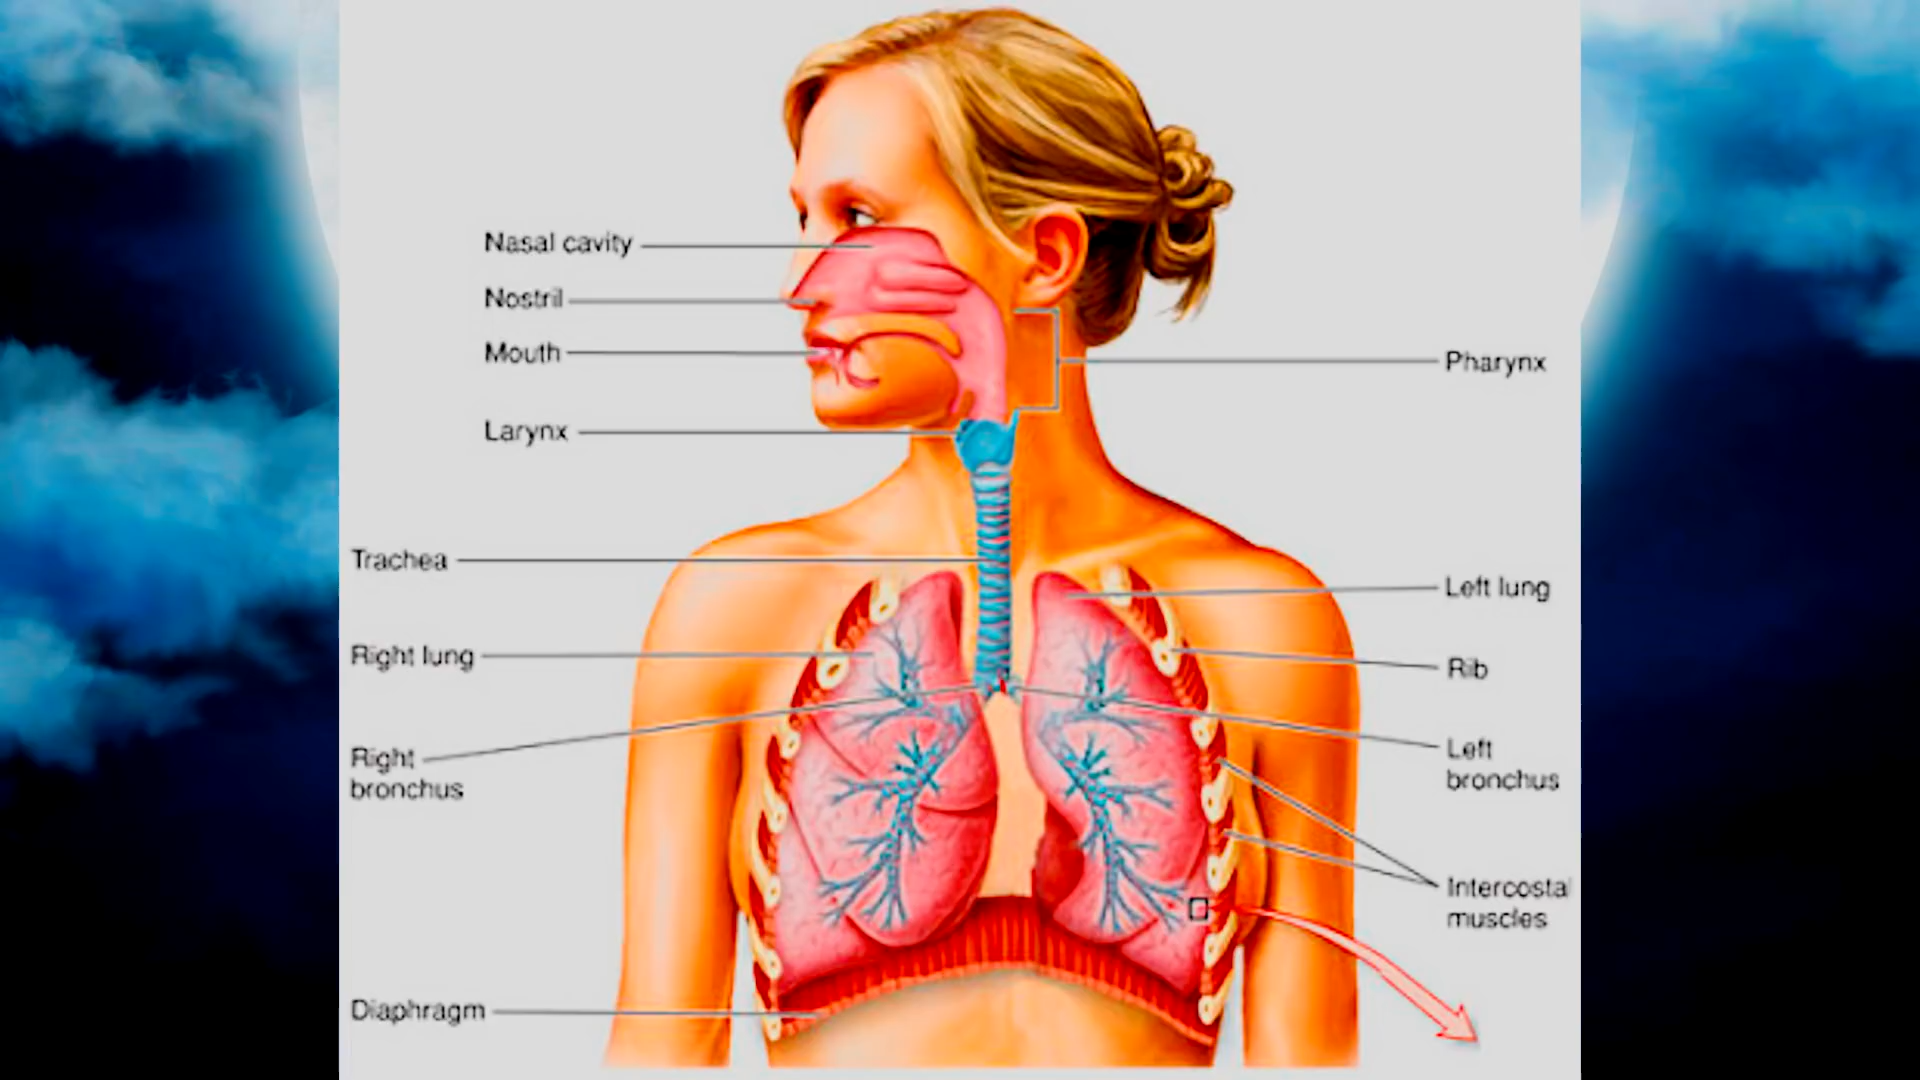 Nasal cavity
Nostril
Mouth
Pharynx
Larynx
Trachea
Left lung
Right lung
Rib
Right
bronchus
Left
bronchus
Intercostal
muscles
Diaphragm